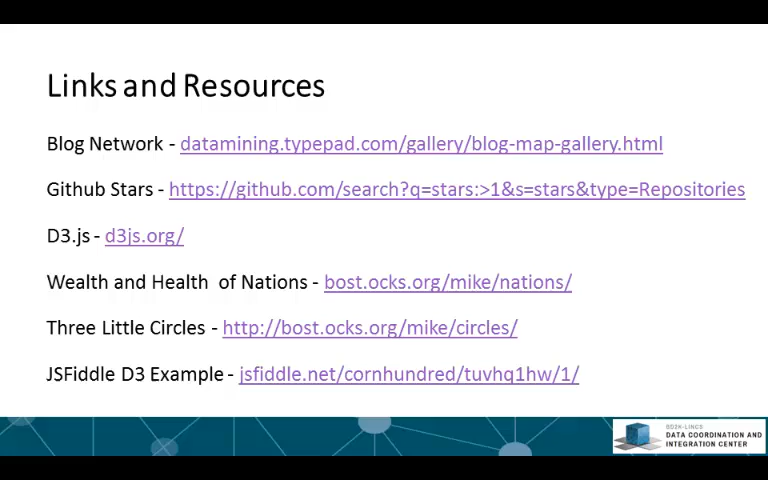 Links and Resources
Blog Network - datamining.typepad.com/gallery/blog-map-gallery.html
Github Stars - https://github.com/search?q=stars:>1&s=stars&type=Repositories
D3.js - d3js.org/
Wealth and Health of Nations - bost.ocks.org/mike/nations/
Three Little Circles - http://bost.ocks.org/mike/circles/
JSFiddle D3 Example - jsfiddle.net/cornhundred/tuvhq1hw/1/
BD2K-LINCS
DATA COORDINATION AND
INTEGRATION CENTER